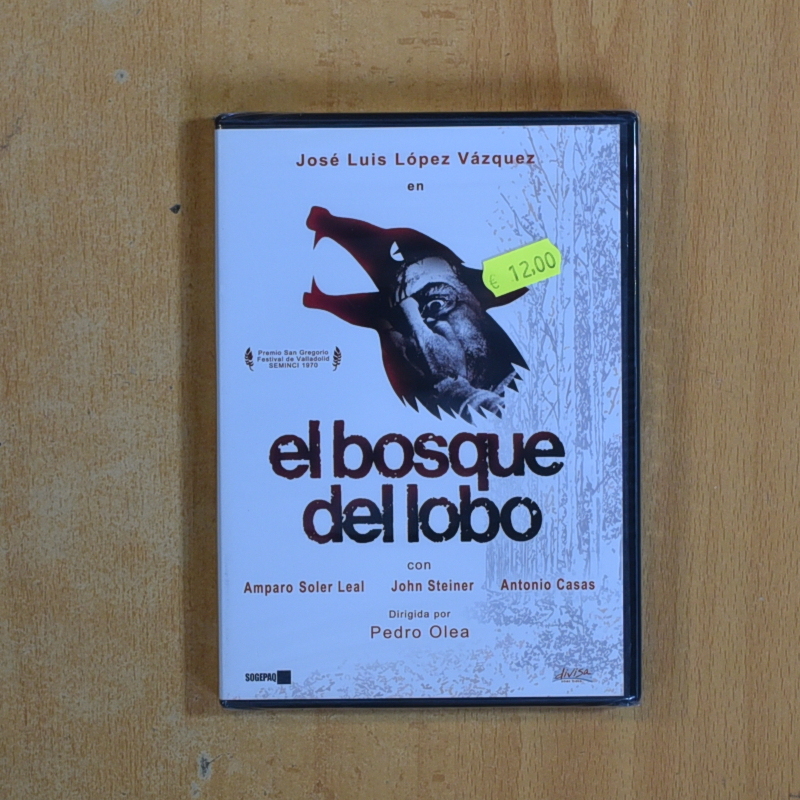 José Luis López Vázquez
en
€ 12,00
Premio San Gregorio
Festival de Valladolid
SEMINCI 1970
el bosque
del lobo
con
Amparo Soler Leal John Steiner Antonio Casas
Dirigida por
Pedro Olea
SOGEPAQ
divisa